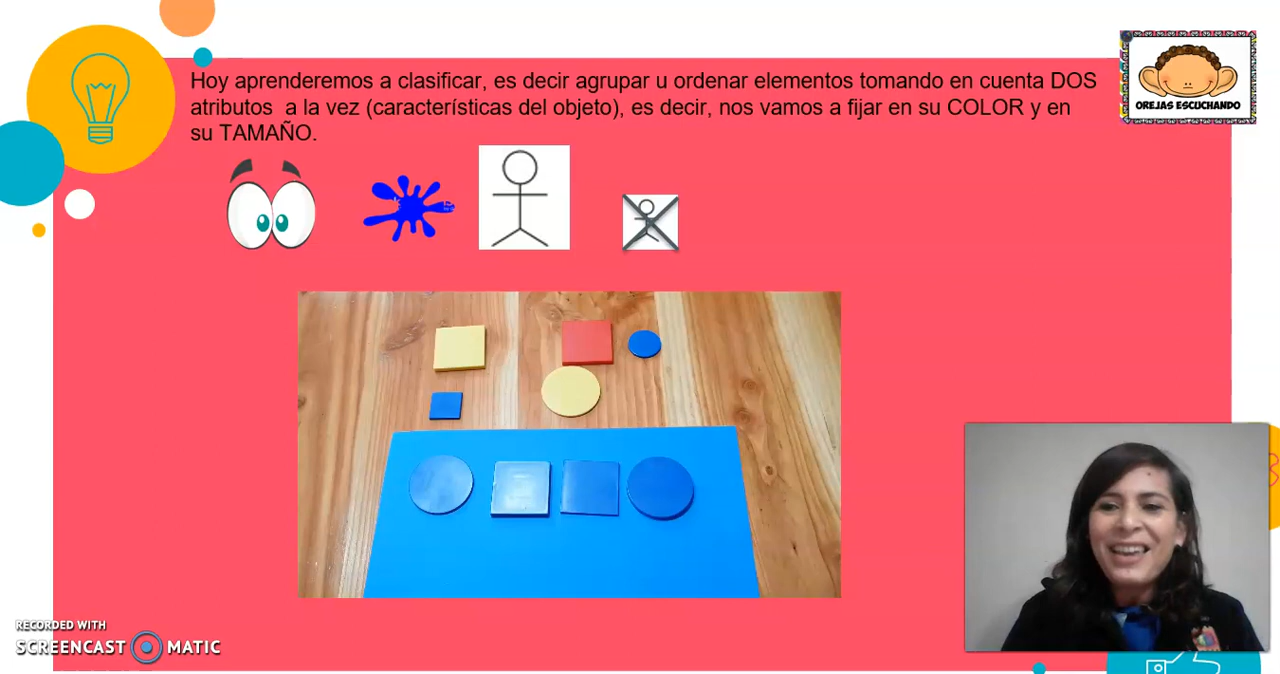 Hoy aprenderemos a clasificar, es decir agrupar u ordenar elementos tomando en cuenta DOS
atributos a la vez (características del objeto), es decir, nos vamos a fijar en su COLOR y en
su TAMAÑO.
OREJAS ESCUCHANDO
RECORDED WITH
SCREENCAST MATIC